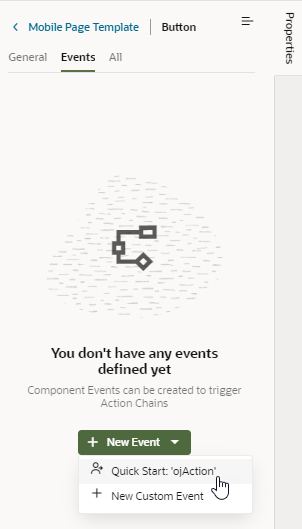 Mobile Page Template
Button
Properties
General
Events
All
You don't have any events
defined yet
Component Events can be created to trigger
Action Chains
New Event
Quick Start: 'ojAction'
New Custom Event